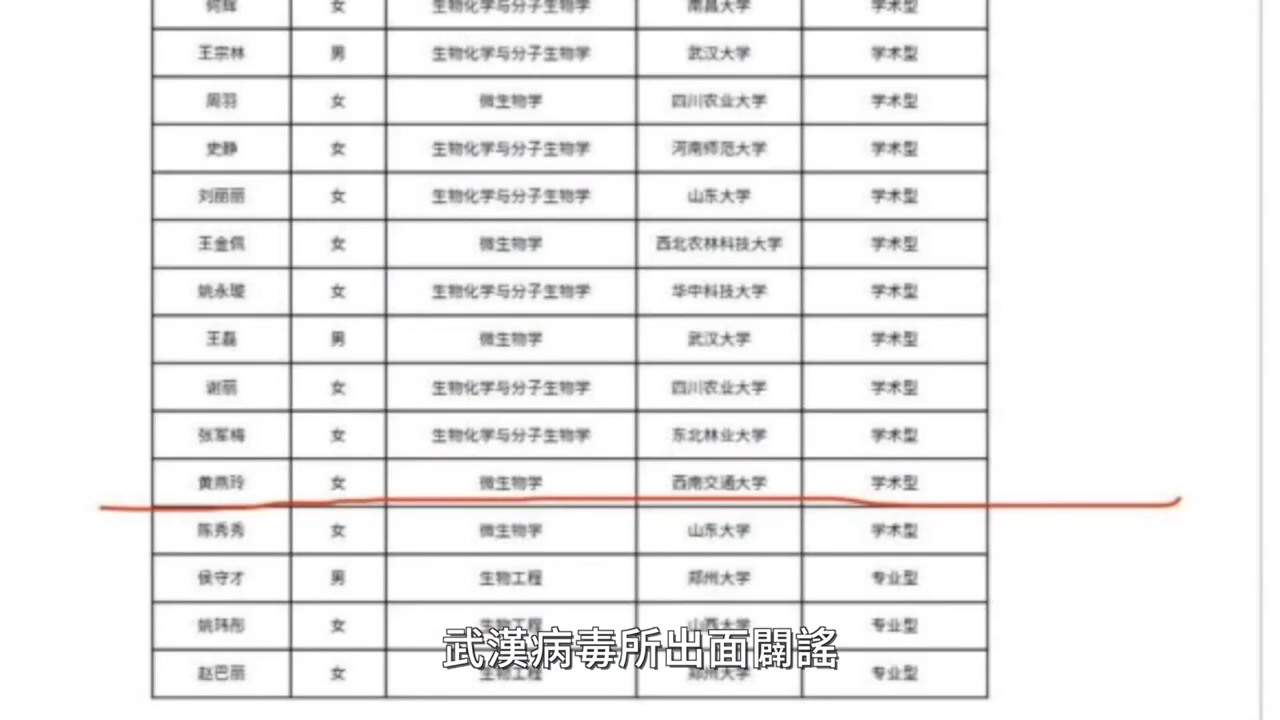 何辉 女 生物化学与分子生物学 南昌大学 学术型
王宗林 男 生物化学与分子生物学 武汉大学 学术型
周羽 女 微生物学 四川农业大学 学术型
史静 女 生物化学与分子生物学 河南师范大学 学术型
刘丽丽 女 生物化学与分子生物学 山东大学 学术型
王金佩 女 微生物学 西北农林科技大学 学术型
姚永璇 女 生物化学与分子生物学 华中科技大学 学术型
王磊 男 微生物学 武汉大学 学术型
谢丽 女 生物化学与分子生物学 四川农业大学 学术型
张军梅 女 生物化学与分子生物学 东北林业大学 学术型
黄燕玲 女 微生物学 西南交通大学 学术型
陈秀秀 女 微生物学 山东大学 学术型
侯守才 男 生物工程 郑州大学 专业型
姚玮彤 女 生物工程 山西大学 专业型
武漢病毒所出面闢謠
赵巴丽 女 生物工程 郑州大学 专业型